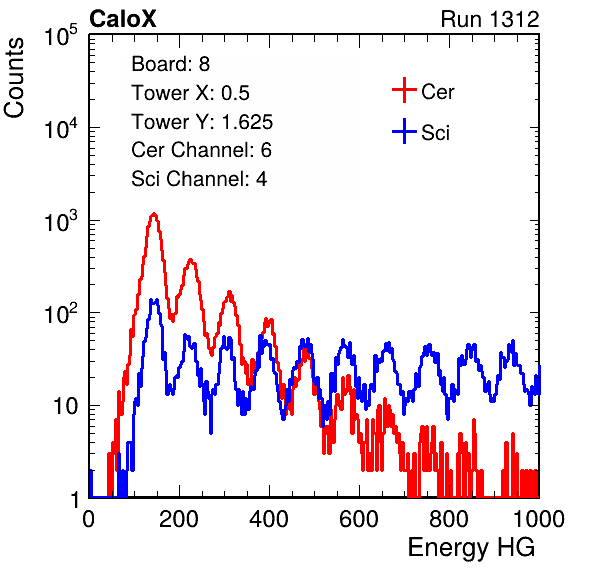 CaloX Run 1312
Counts
10^5
10^4
10^3
10^2
10
1
Board: 8
Tower X: 0.5
Tower Y: 1.625
Cer Channel: 6
Sci Channel: 4
Cer
Sci
0 200 400 600 800 1000
Energy HG